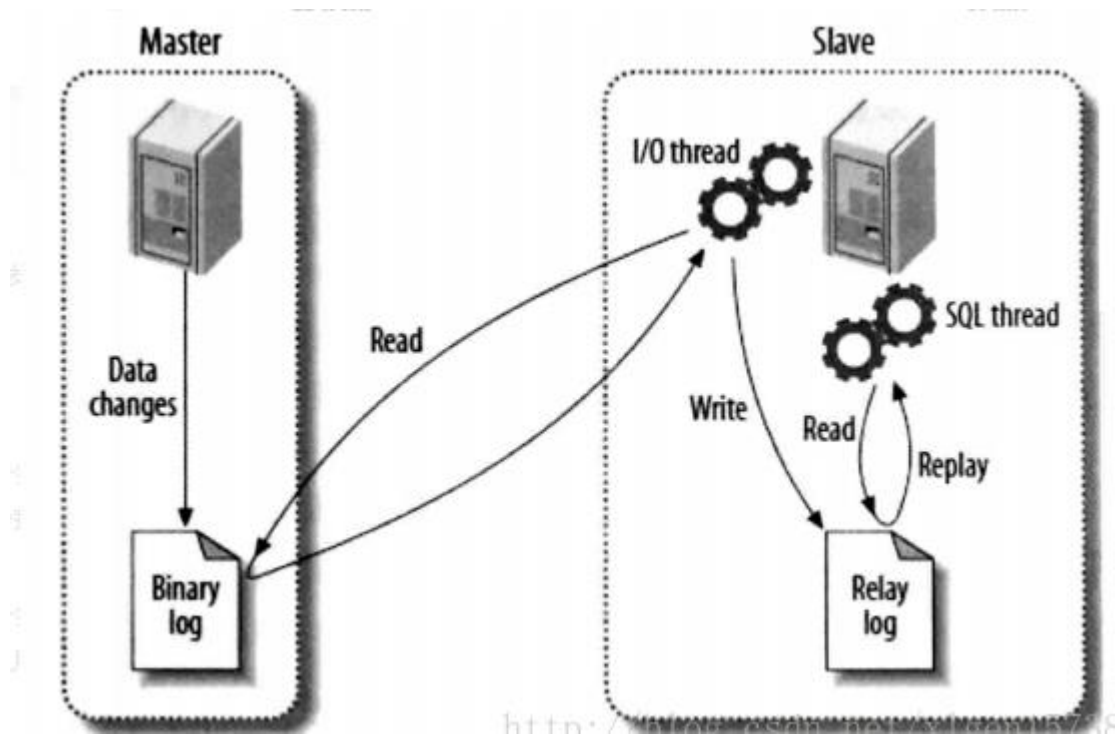 Master
Slave
I/O thread
SQL thread
Read
Data
changes
Write
Read
Replay
Binary
log
Relay
log